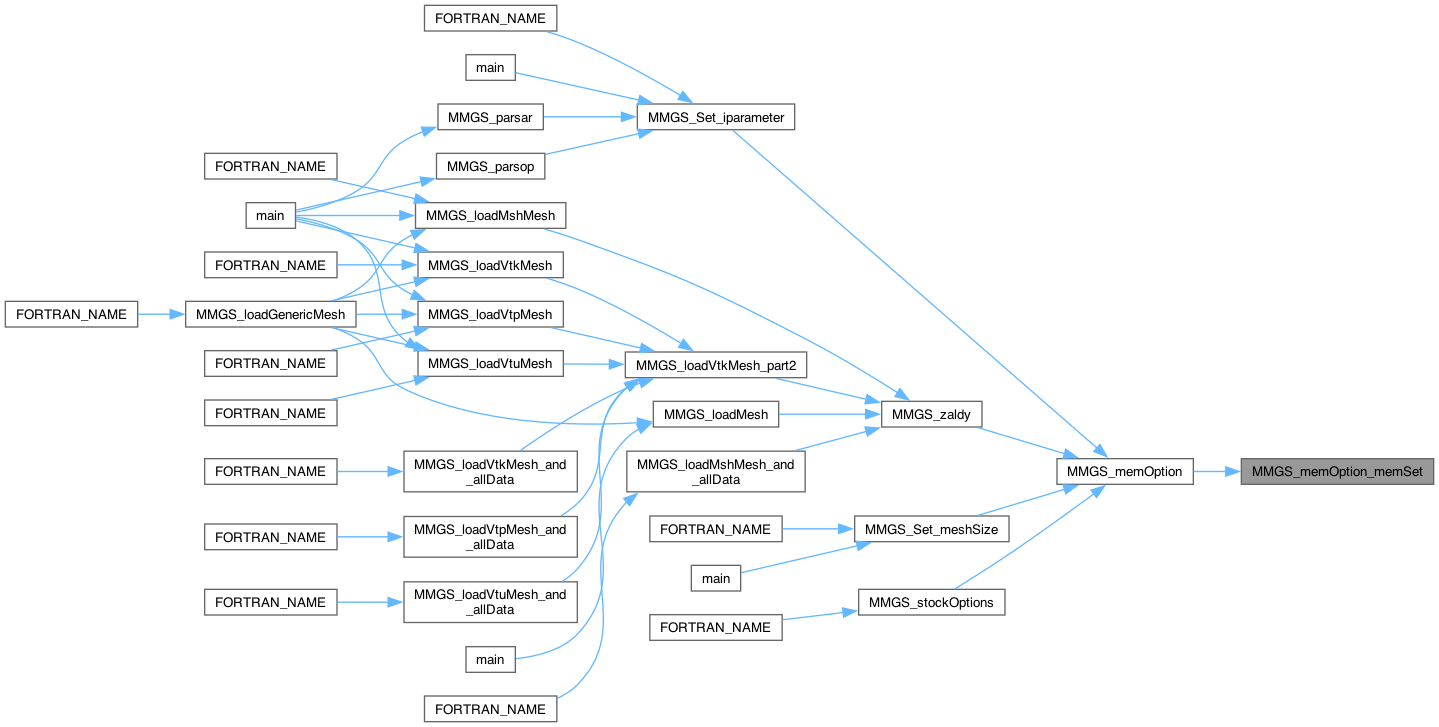 FORTRAN_NAME
main
MMGS_parsar
MMGS_Set_iparameter
FORTRAN_NAME
MMGS_parsop
main
MMGS_loadMshMesh
FORTRAN_NAME
MMGS_loadVtkMesh
FORTRAN_NAME
MMGS_loadGenericMesh
MMGS_loadVtpMesh
FORTRAN_NAME
MMGS_loadVtuMesh
MMGS_loadVtkMesh_part2
FORTRAN_NAME
MMGS_loadMesh
MMGS_zaldy
FORTRAN_NAME
MMGS_loadVtkMesh_and
_allData
MMGS_loadMshMesh_and
_allData
MMGS_memOption
MMGS_memOption_memSet
FORTRAN_NAME
MMGS_loadVtpMesh_and
_allData
FORTRAN_NAME
MMGS_Set_meshSize
main
FORTRAN_NAME
MMGS_loadVtuMesh_and
_allData
MMGS_stockOptions
FORTRAN_NAME
main
FORTRAN_NAME